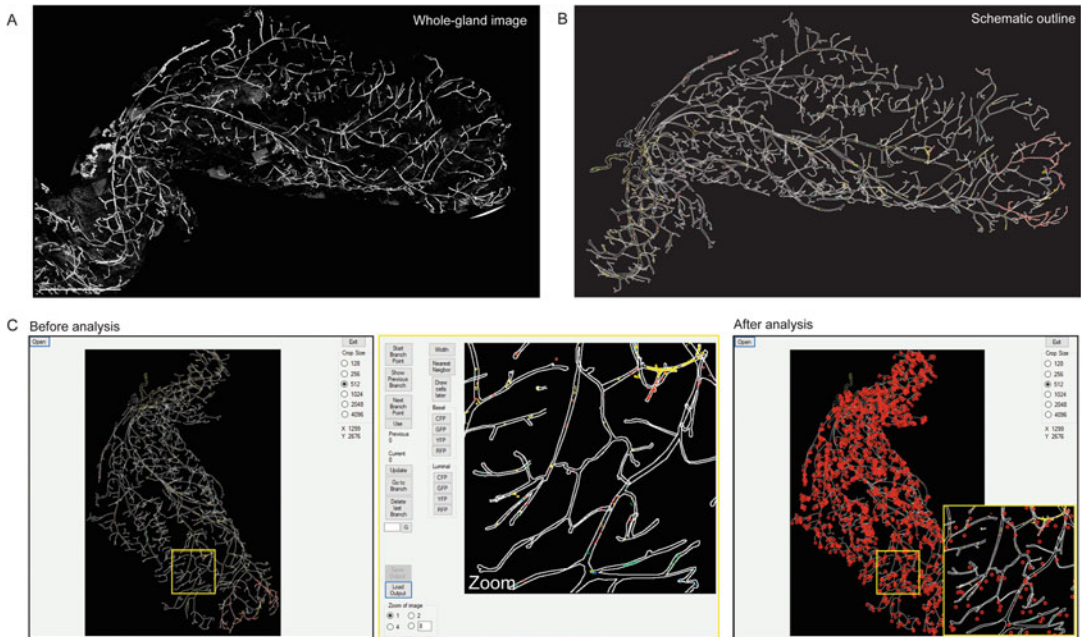 A
Whole-gland image
B
Schematic outline
C
Before analysis
Open
Exit
Crop Size
128
256
512
1024
2048
4096
X 1299
Y 2676
Start
Branch
Point
Show
Previous
Branch
Next
Branch
Point
Use
Previous
0
Current
0
Update
Go to
Branch
Delete
last
Branch
G
Save
Output
Load
Output
Zoom of image
1
2
4
8
Width
Nearest
Neigbor
Draw
cells
later
Basal
CFP
GFP
YFP
RFP
Luminal
CFP
GFP
YFP
RFP
Zoom
After analysis
Open
Exit
Crop Size
128
256
512
1024
2048
4096
X 1299
Y 2676